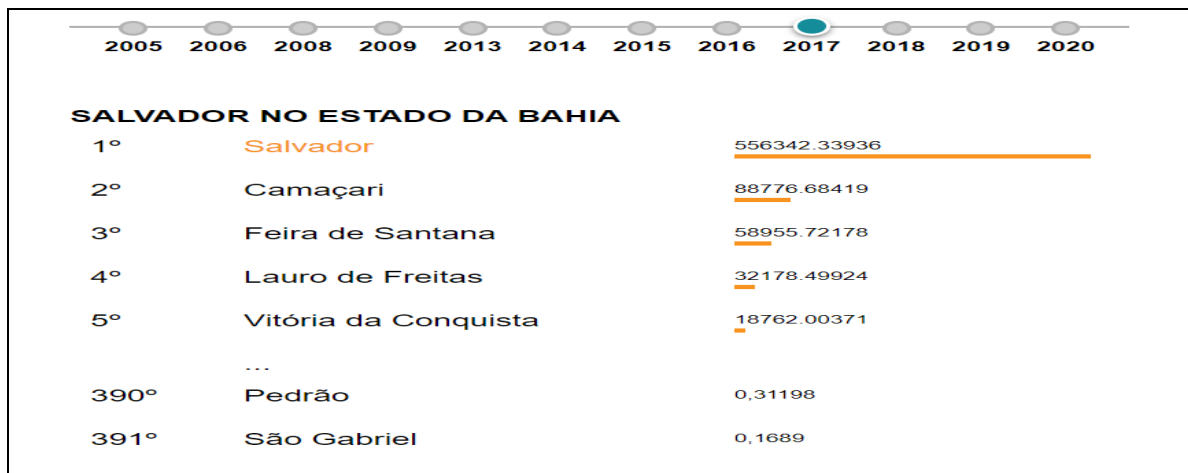 2005 2006 2008 2009 2013 2014 2015 2016 2017 2018 2019 2020
SALVADOR NO ESTADO DA BAHIA
1º Salvador 556342.33936
2º Camaçari 88776.68419
3º Feira de Santana 58955.72178
4º Lauro de Freitas 32178.49924
5º Vitória da Conquista 18762.00371
...
390º Pedrão 0,31198
391º São Gabriel 0,1689